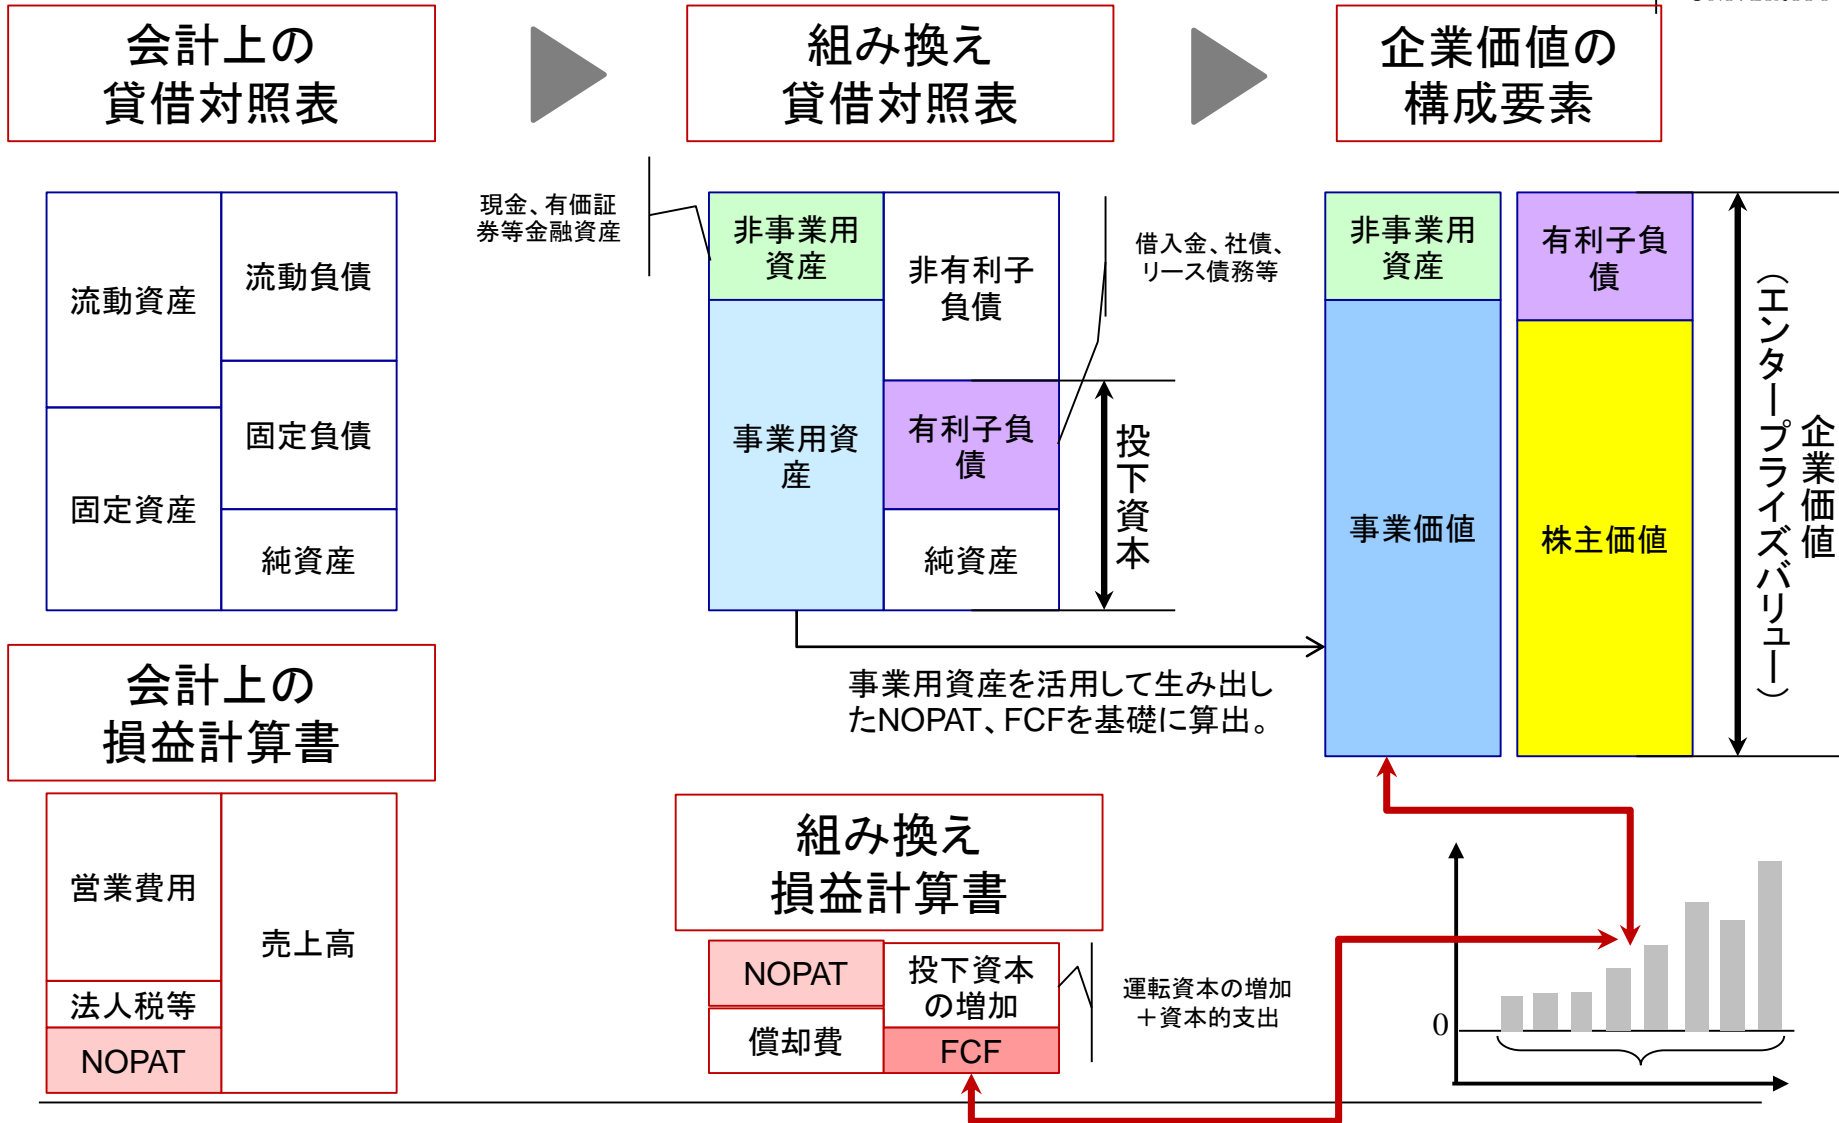 会計上の
貸借対照表
組み換え
貸借対照表
企業価値の
構成要素
流動資産
固定資産
流動負債
固定負債
純資産
現金、有価証
券等金融資産
非事業用
資産
事業用資
産
非有利子
負債
有利子負
債
純資産
借入金、社債、
リース債務等
投下資本
非事業用
資産
事業価値
有利子負
債
株主価値
企業価値
（エンタープライズバリュー）
事業用資産を活用して生み出し
たNOPAT、FCFを基礎に算出。
会計上の
損益計算書
営業費用
法人税等
NOPAT
売上高
組み換え
損益計算書
NOPAT
償却費
投下資本
の増加
FCF
運転資本の増加
＋資本的支出
0